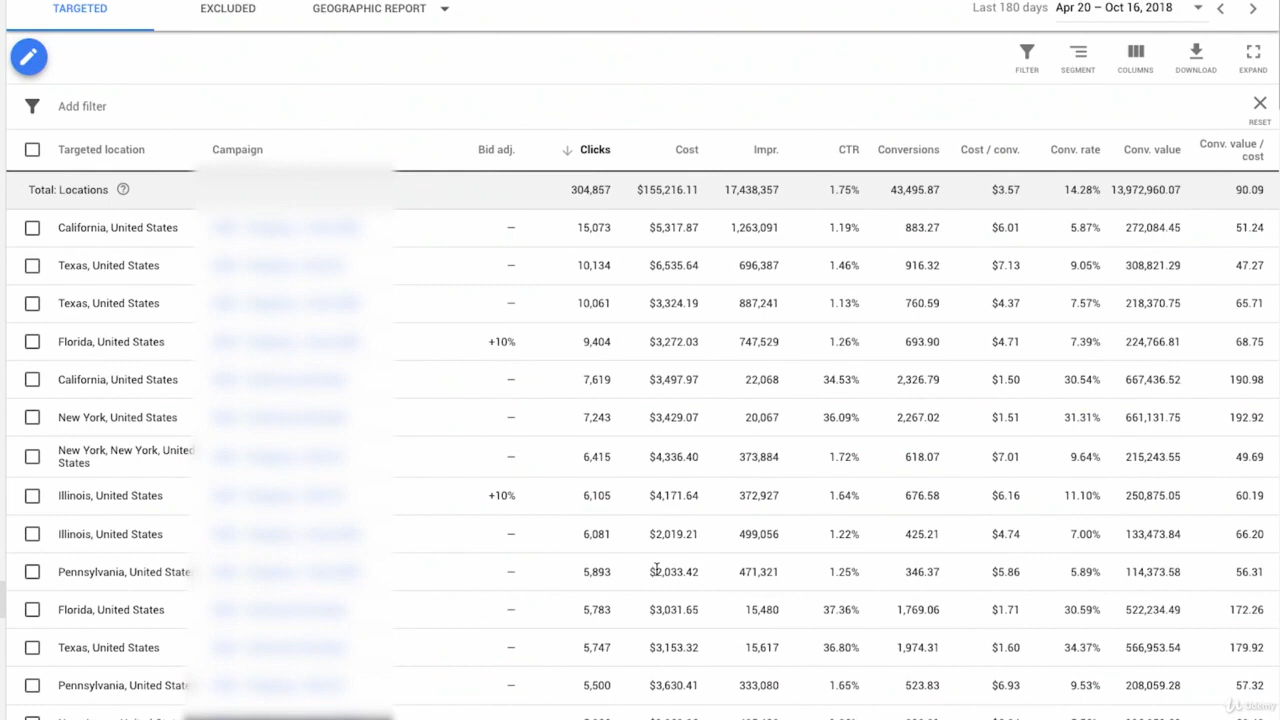 TARGETED EXCLUDED GEOGRAPHIC REPORT Last 180 days Apr 20 – Oct 16, 2018
FILTER SEGMENT COLUMNS DOWNLOAD EXPAND
Add filter
RESET
Targeted location Campaign Bid adj. Clicks Cost Impr. CTR Conversions Cost / conv. Conv. rate Conv. value Conv. value / cost
Total: Locations 304,857 $155,216.11 17,438,357 1.75% 43,495.87 $3.57 14.28% 13,972,960.07 90.09
California, United States — 15,073 $5,317.87 1,263,091 1.19% 883.27 $6.01 5.87% 272,084.45 51.24
Texas, United States — 10,134 $6,535.64 696,387 1.46% 916.32 $7.13 9.05% 308,821.29 47.27
Texas, United States — 10,061 $3,324.19 887,241 1.13% 760.59 $4.37 7.57% 218,370.75 65.71
Florida, United States +10% 9,404 $3,272.03 747,529 1.26% 693.90 $4.71 7.39% 224,766.81 68.75
California, United States — 7,619 $3,497.97 22,068 34.53% 2,326.79 $1.50 30.54% 667,436.52 190.98
New York, United States — 7,243 $3,429.07 20,067 36.09% 2,267.02 $1.51 31.31% 661,131.75 192.92
New York, New York, United States — 6,415 $4,336.40 373,884 1.72% 618.07 $7.01 9.64% 215,243.55 49.69
Illinois, United States +10% 6,105 $4,171.64 372,927 1.64% 676.58 $6.16 11.10% 250,875.05 60.19
Illinois, United States — 6,081 $2,019.21 499,056 1.22% 425.21 $4.74 7.00% 133,473.84 66.20
Pennsylvania, United State — 5,893 $2,033.42 471,321 1.25% 346.37 $5.86 5.89% 114,373.58 56.31
Florida, United States — 5,783 $3,031.65 15,480 37.36% 1,769.06 $1.71 30.59% 522,234.49 172.26
Texas, United States — 5,747 $3,153.32 15,617 36.80% 1,974.31 $1.60 34.37% 566,953.54 179.92
Pennsylvania, United State — 5,500 $3,630.41 333,080 1.65% 523.83 $6.93 9.53% 208,059.28 57.32
Udemy